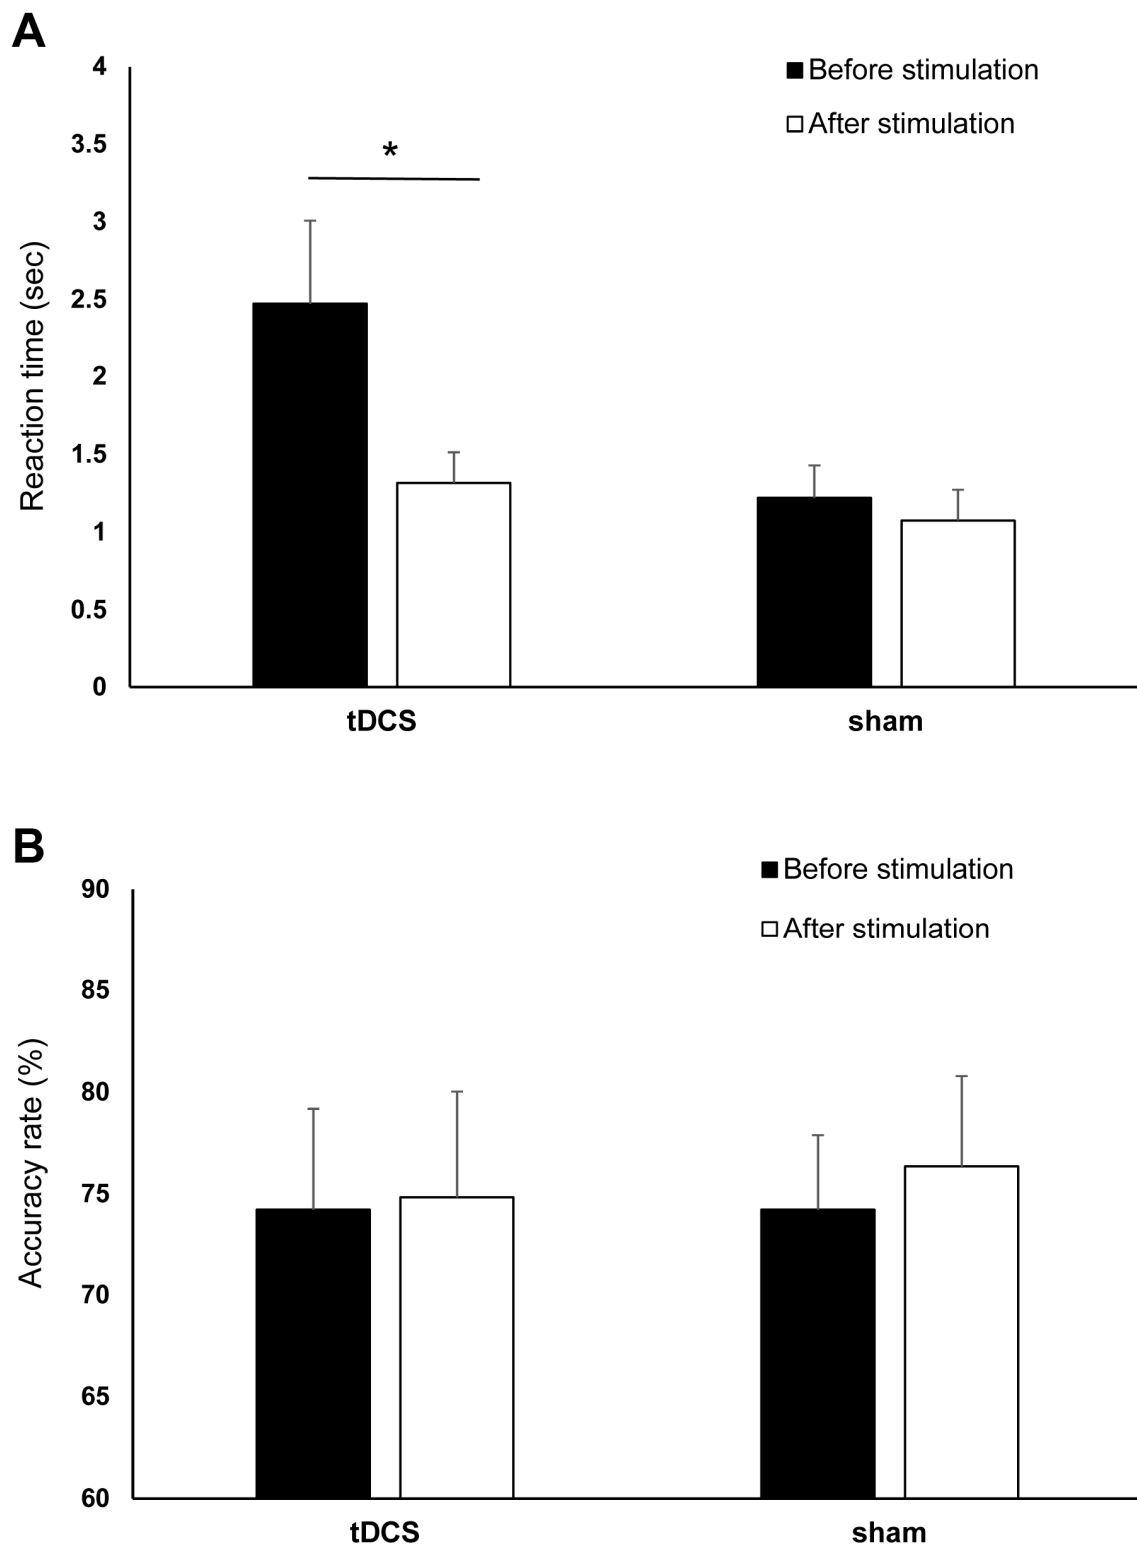 A
Before stimulation
After stimulation
4
3.5
3
2.5
2
1.5
1
0.5
0
*
Reaction time (sec)
tDCS
sham
B
Before stimulation
After stimulation
90
85
80
75
70
65
60
Accuracy rate (%)
tDCS
sham